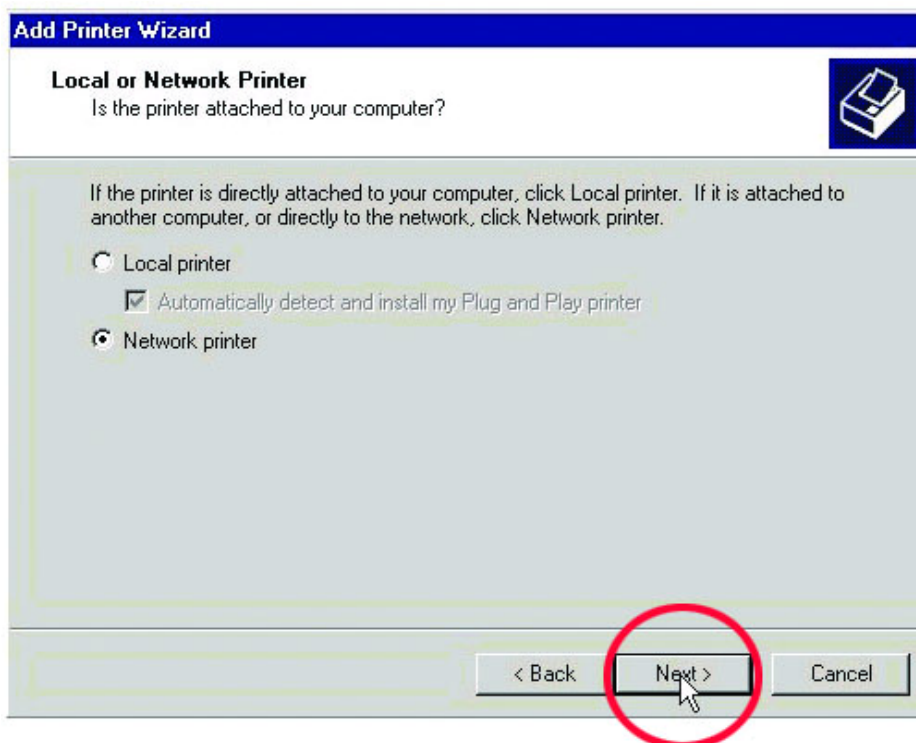 Add Printer Wizard
Local or Network Printer
Is the printer attached to your computer?
If the printer is directly attached to your computer, click Local printer. If it is attached to
another computer, or directly to the network, click Network printer.
Local printer
Automatically detect and install my Plug and Play printer
Network printer
< Back
Next >
Cancel